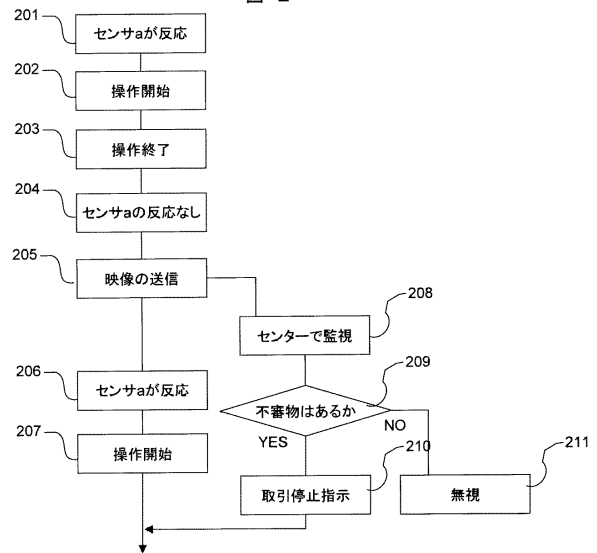 201
センサaが反応
202
操作開始
203
操作終了
204
センサaの反応なし
205
映像の送信
208
センターで監視
206
センサaが反応
209
不審物はあるか
NO
YES
207
操作開始
210
取引停止指示
211
無視